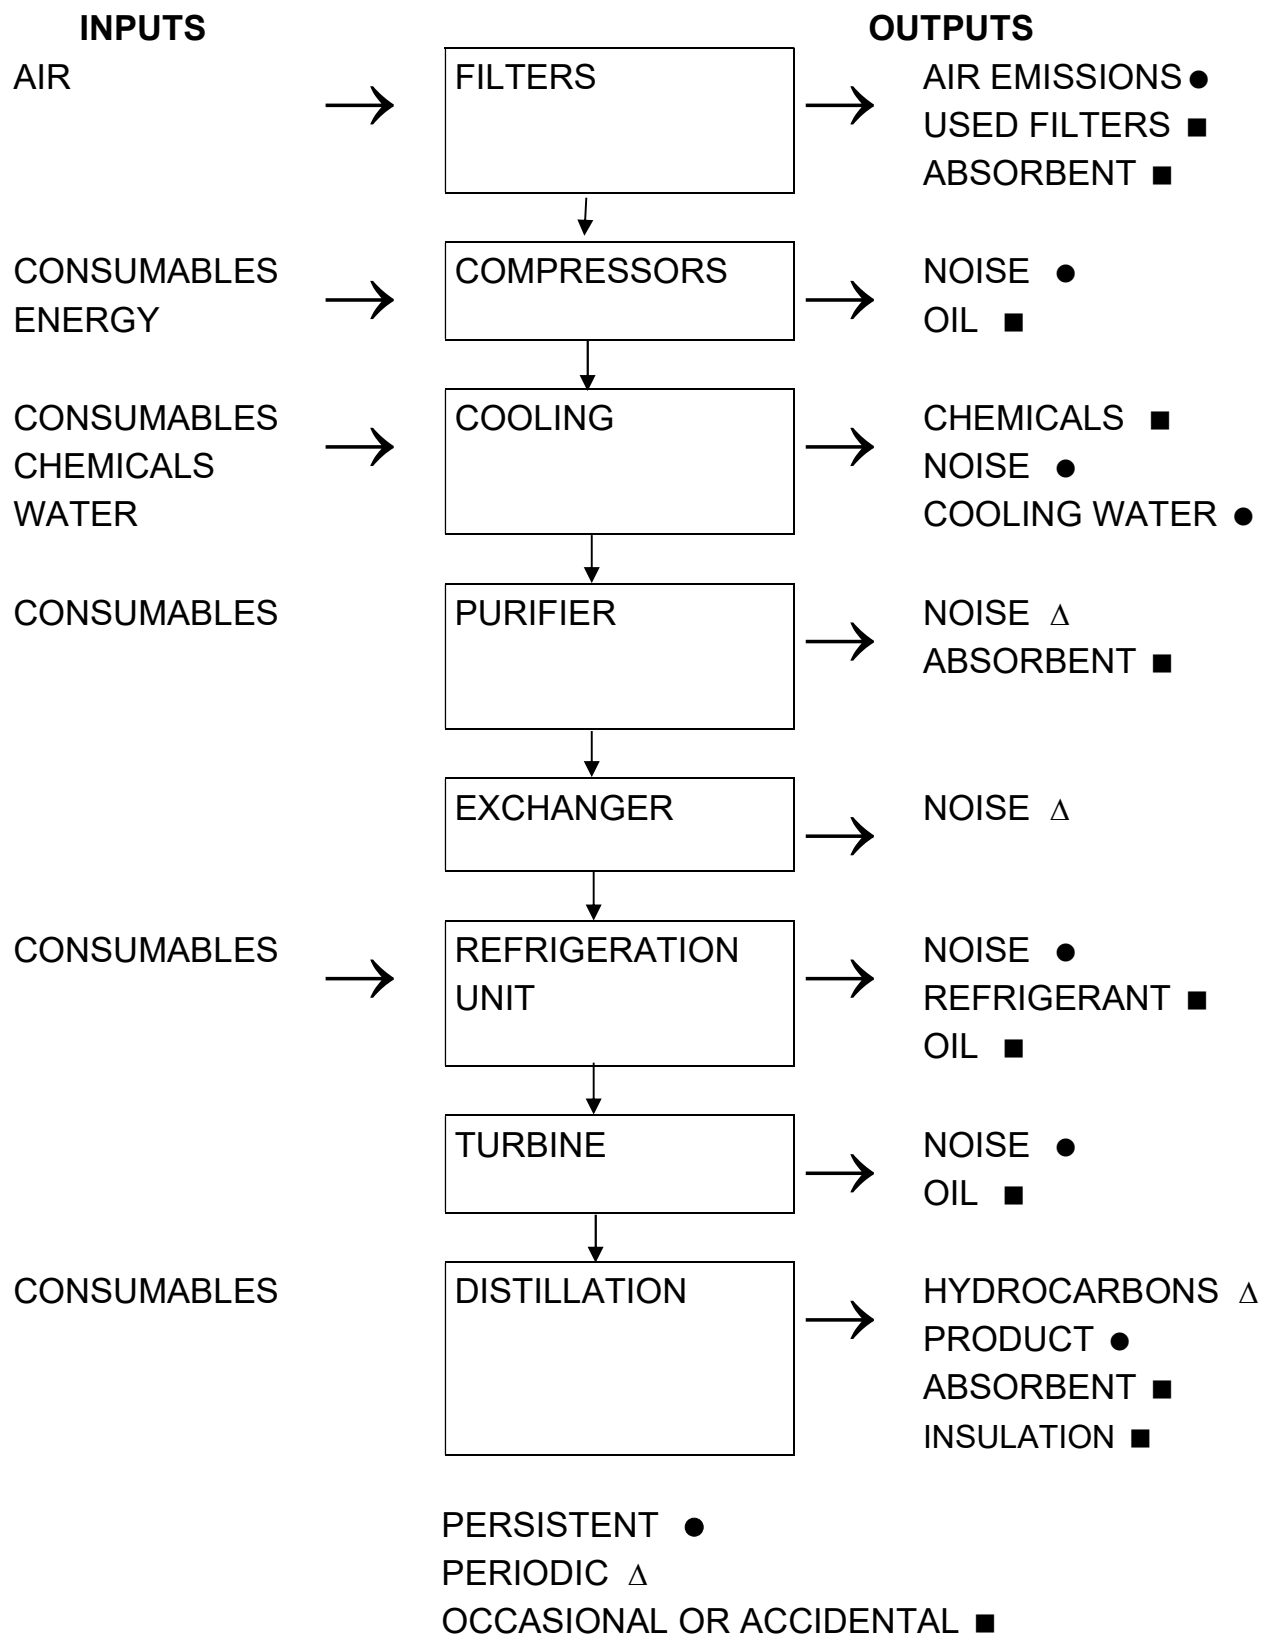 INPUTS
OUTPUTS
AIR
FILTERS
AIR EMISSIONS ●
USED FILTERS ■
ABSORBENT ■
CONSUMABLES
ENERGY
COMPRESSORS
NOISE ●
OIL ■
CONSUMABLES
CHEMICALS
WATER
COOLING
CHEMICALS ■
NOISE ●
COOLING WATER ●
CONSUMABLES
PURIFIER
NOISE Δ
ABSORBENT ■
EXCHANGER
NOISE Δ
CONSUMABLES
REFRIGERATION
UNIT
NOISE ●
REFRIGERANT ■
OIL ■
TURBINE
NOISE ●
OIL ■
CONSUMABLES
DISTILLATION
HYDROCARBONS Δ
PRODUCT ●
ABSORBENT ■
INSULATION ■
PERSISTENT ●
PERIODIC Δ
OCCASIONAL OR ACCIDENTAL ■